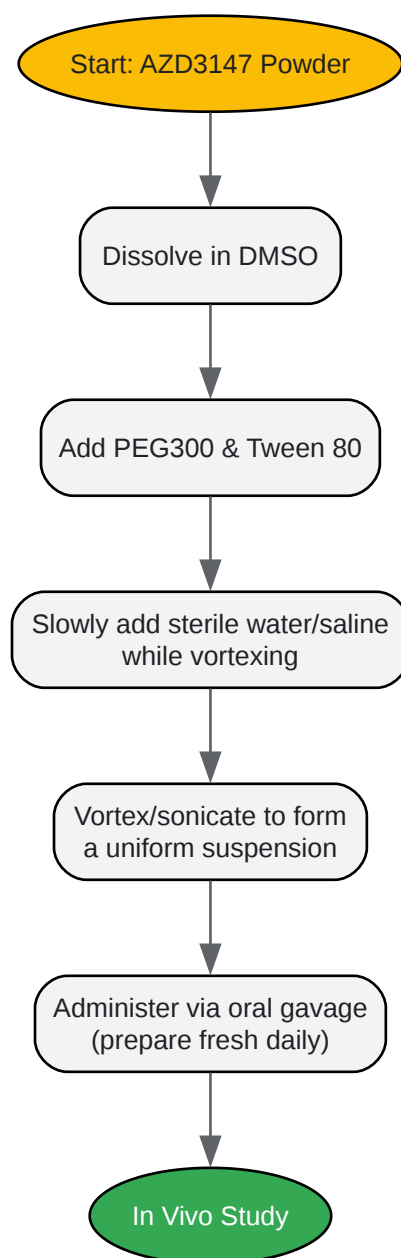 Start: AZD3147 Powder
Dissolve in DMSO
Add PEG300 & Tween 80
Slowly add sterile water/saline
while vortexing
Vortex/sonicate to form
a uniform suspension
Administer via oral gavage
(prepare fresh daily)
In Vivo Study